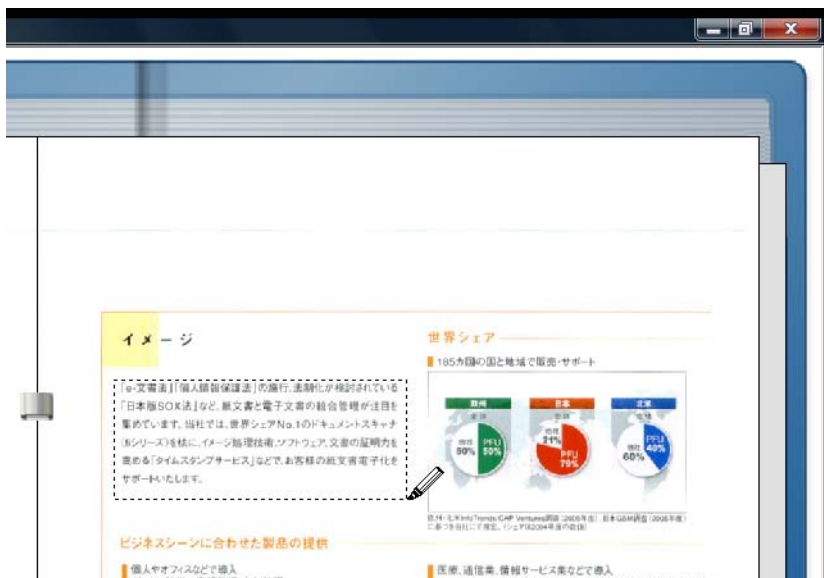 イメージ
「e-文書法」「個人情報保護法」の施行、法制化が検討されている
「日本版SOX法」など、紙文書と電子文書の統合管理が注目を
集めています。当社では、世界シェアNo.1のドキュメントスキャナ
(fiシリーズ)を核に、イメージ処理技術、ソフトウェア、文書の証明力を
高める「タイムスタンプサービス」などで、お客様の紙文書電子化を
サポートいたします。
世界シェア
185カ国の国と地域で販売・サポート
欧州
日本
北米
他社
50%
PFU
50%
他社
21%
PFU
79%
他社
60%
PFU
40%
ビジネスシーンに合わせた製品の提供
個人やオフィスなどで導入
医療、通信業、情報サービス業などで導入